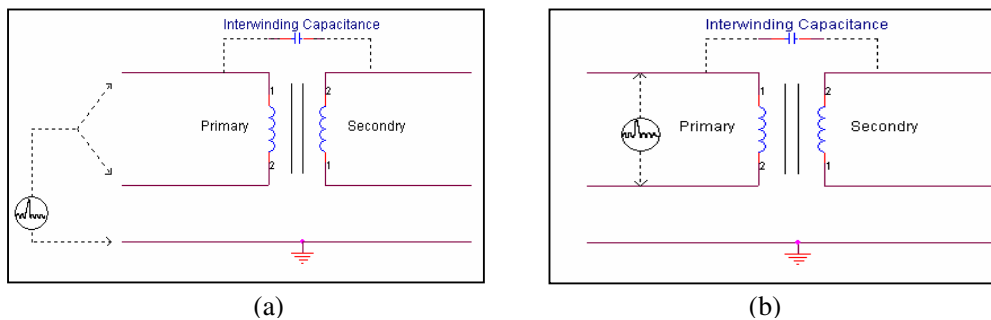 Interwinding Capacitance
1
2
Primary
Secondry
2
1
(a)
Interwinding Capacitance
1
2
Primary
Secondry
2
1
(b)